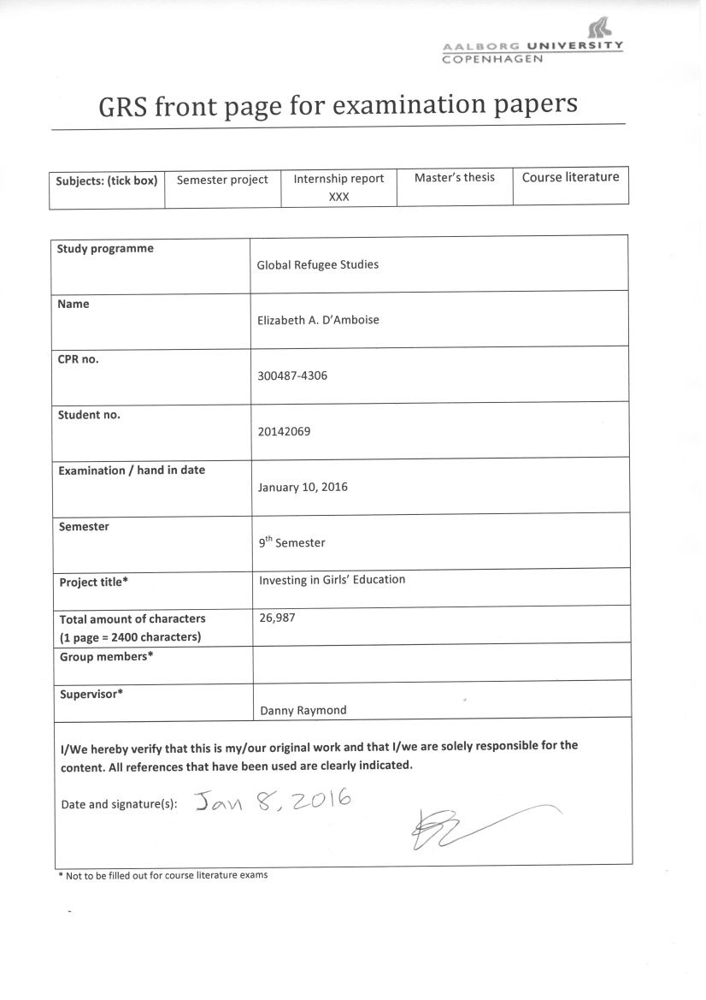 AALBORG UNIVERSITY
COPENHAGEN
GRS front page for examination papers
Subjects: (tick box) Semester project Internship report Master's thesis Course literature
XXX
Study programme
Global Refugee Studies
Name
Elizabeth A. D'Amboise
CPR no.
300487-4306
Student no.
20142069
Examination / hand in date
January 10, 2016
Semester
9th Semester
Project title* Investing in Girls' Education
Total amount of characters 26,987
(1 page = 2400 characters)
Group members*
Supervisor*
Danny Raymond
I/We hereby verify that this is my/our original work and that I/we are solely responsible for the
content. All references that have been used are clearly indicated.
Date and signature(s): Jan 8, 2016
* Not to be filled out for course literature exams